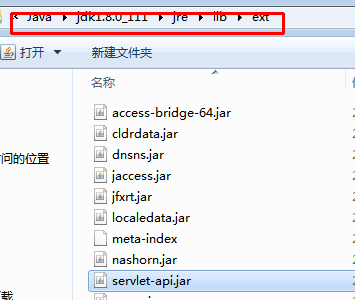 Java jdk1.8.0_111 jre lib ext
打开 新建文件夹
名称
access-bridge-64.jar
cldrdata.jar
dnsns.jar
问的位置
jaccess.jar
jfxrt.jar
localedata.jar
meta-index
nashorn.jar
servlet-api.jar